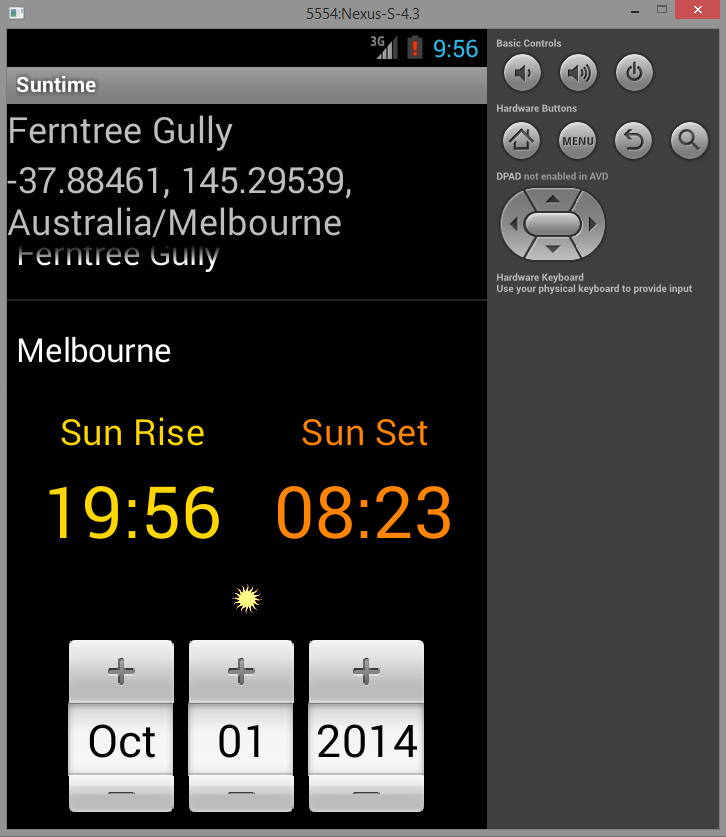 5554:Nexus-S-4.3
3G 9:56
Suntime
Ferntree Gully
-37.88461, 145.29539,
Australia/Melbourne
Ferntree Gully
Melbourne
Sun Rise Sun Set
19:56 08:23
+ + +
Oct 01 2014
— — —
Basic Controls
Hardware Buttons
MENU
DPAD not enabled in AVD
Hardware Keyboard
Use your physical keyboard to provide input